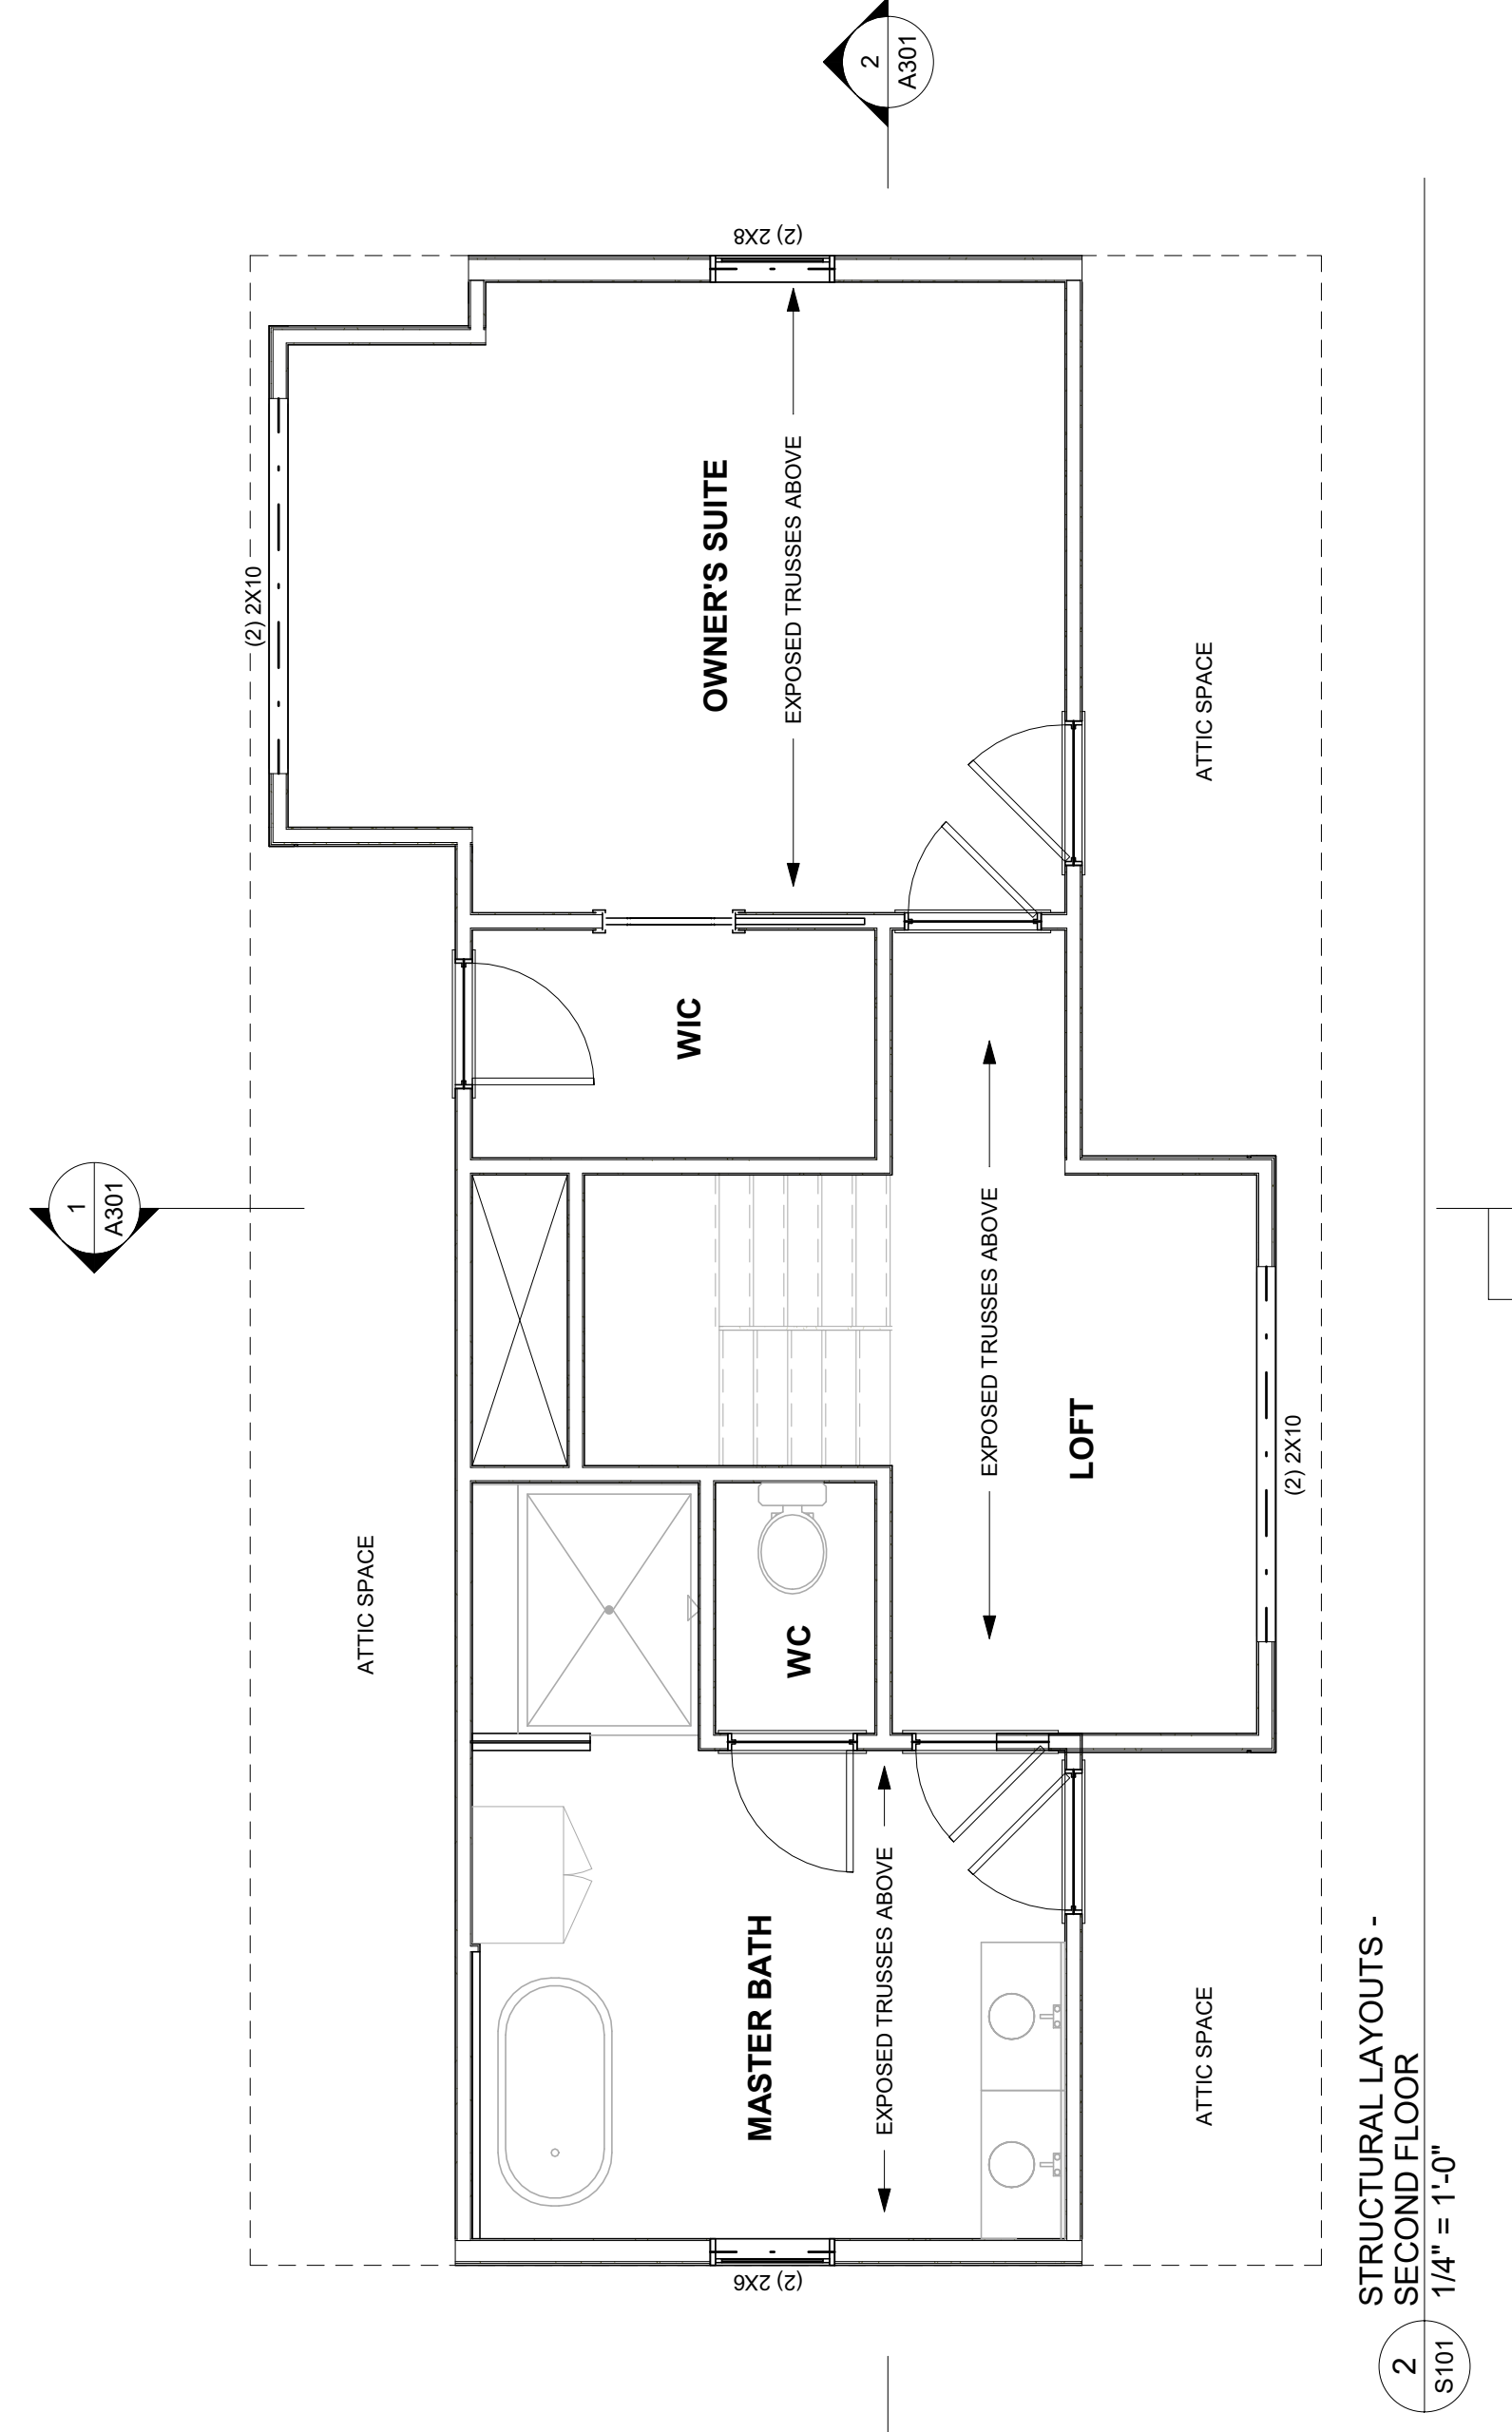 2
A301
(2) 2X8
(2) 2X10
OWNER'S SUITE
EXPOSED TRUSSES ABOVE
ATTIC SPACE
WIC
1
A301
EXPOSED TRUSSES ABOVE
LOFT
(2) 2X10
ATTIC SPACE
WC
MASTER BATH
EXPOSED TRUSSES ABOVE
ATTIC SPACE
(2) 2X6
STRUCTURAL LAYOUTS -
SECOND FLOOR
1/4" = 1'-0"
2
S101